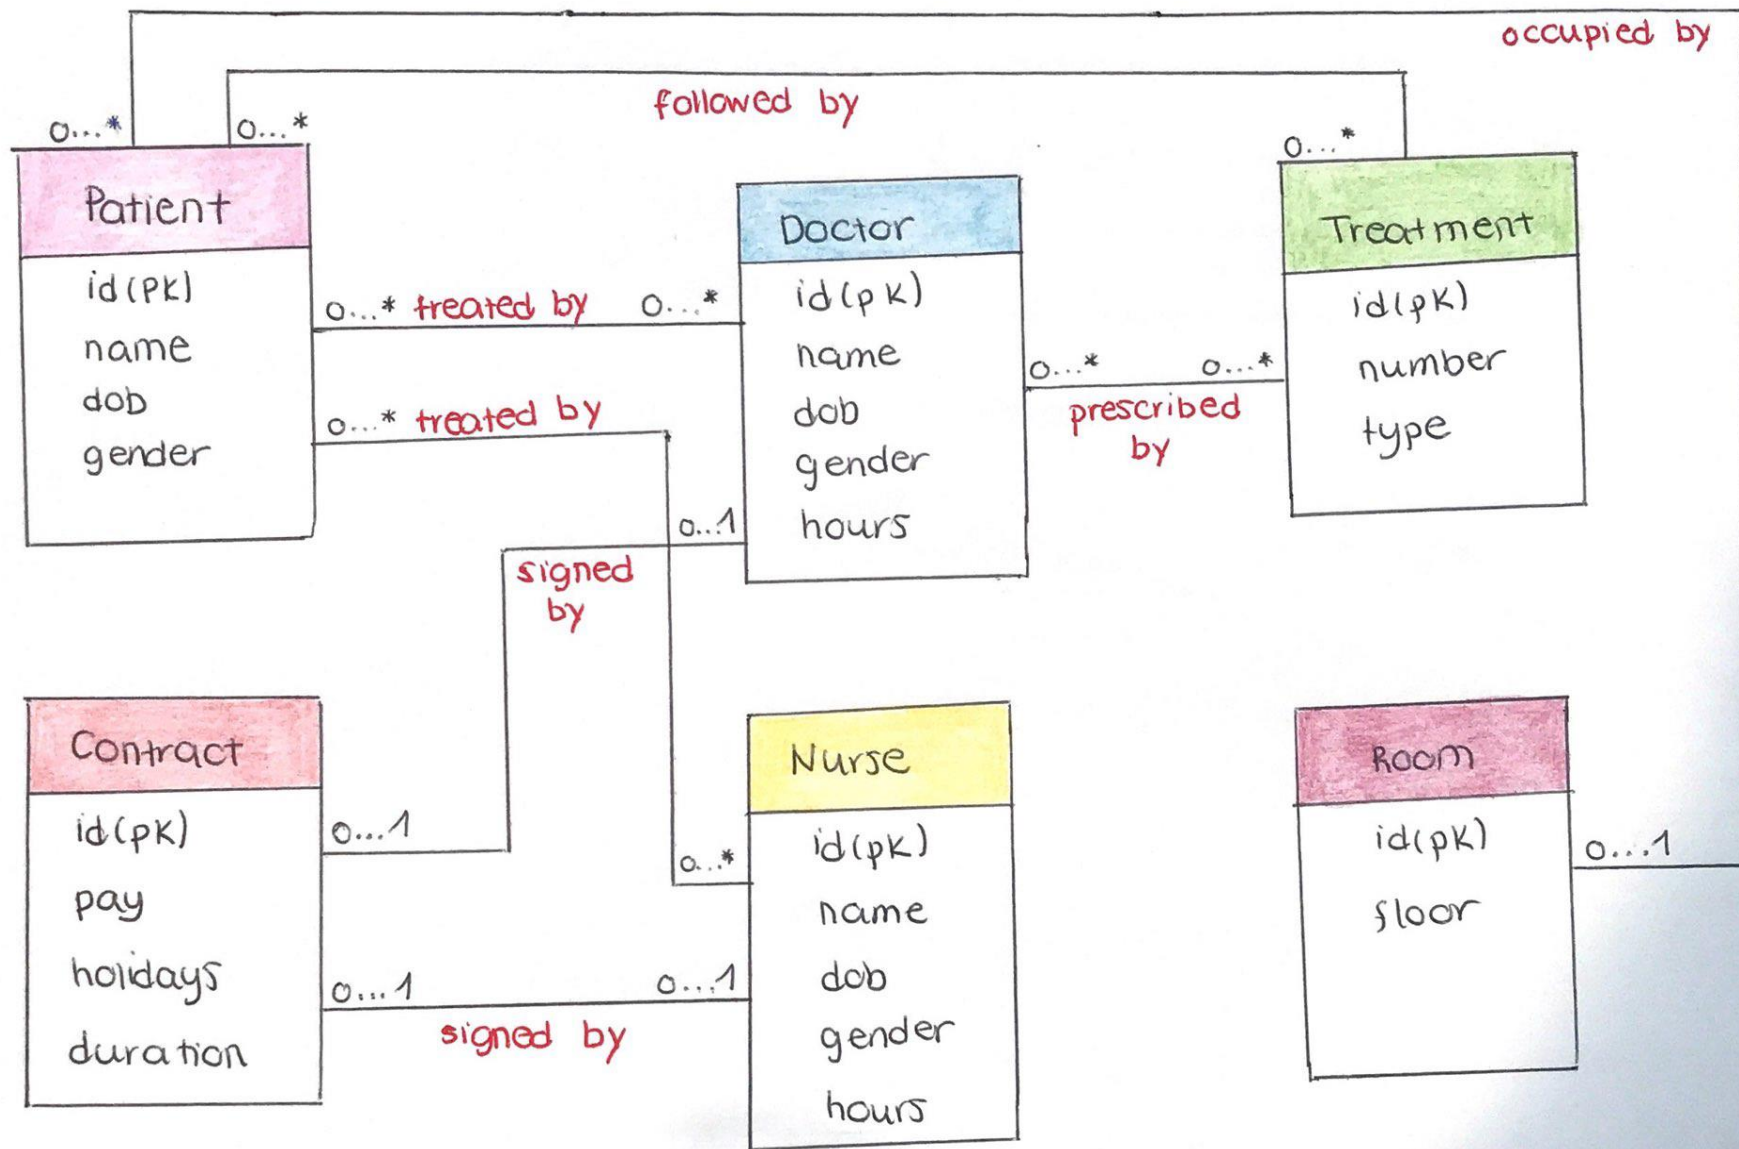 occupied by
followed by
0...*
0...*
0...*
Patient
id(pk)
name
dob
gender
0...* treated by 0...*
0...* treated by
Doctor
id(pk)
name
dob
gender
hours
0...1
signed
by
0...* 0...*
prescribed
by
Treatment
id(pk)
number
type
Contract
id(pk)
pay
holidays
duration
0...1
0...1 0...1
signed by
Nurse
id(pk)
name
dob
gender
hours
0...*
Room
id(pk)
floor
0...1